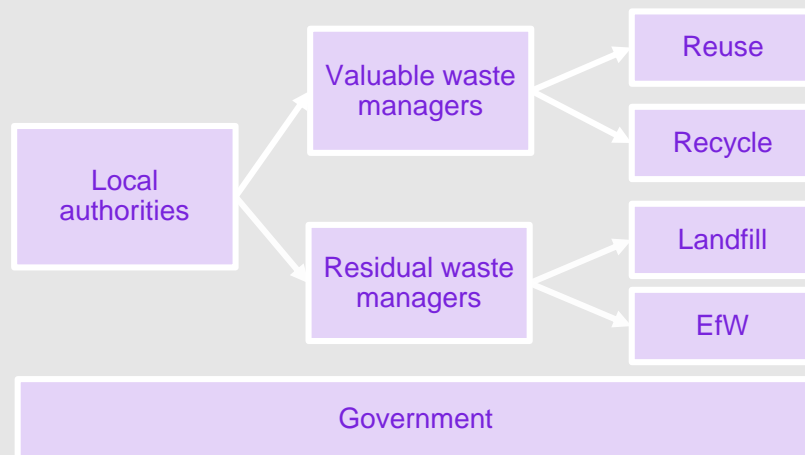 Local
authorities
Valuable waste
managers
Residual waste
managers
Reuse
Recycle
Landfill
EfW
Government